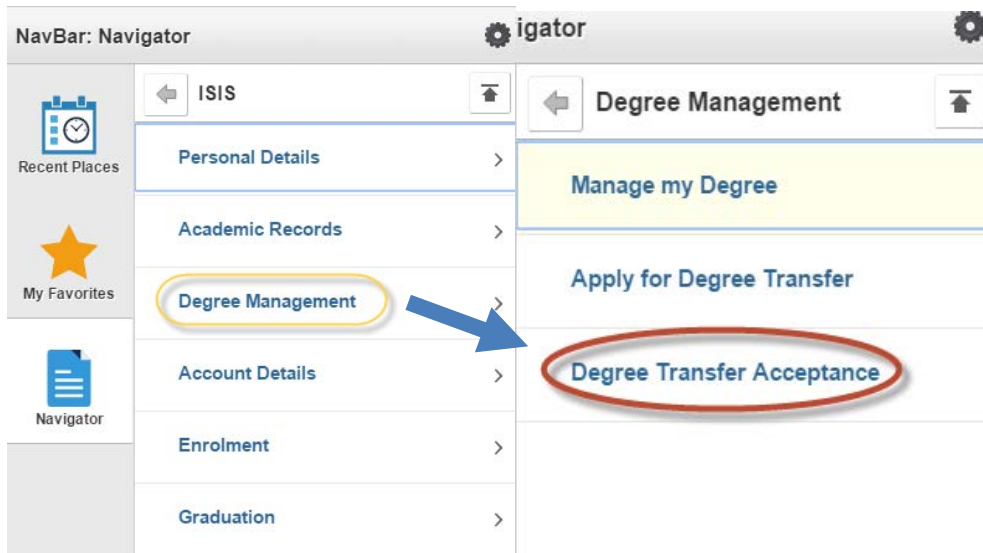 NavBar: Navigator
Recent Places
My Favorites
Navigator
ISIS
Personal Details
Academic Records
Degree Management
Account Details
Enrolment
Graduation
igator
Degree Management
Manage my Degree
Apply for Degree Transfer
Degree Transfer Acceptance